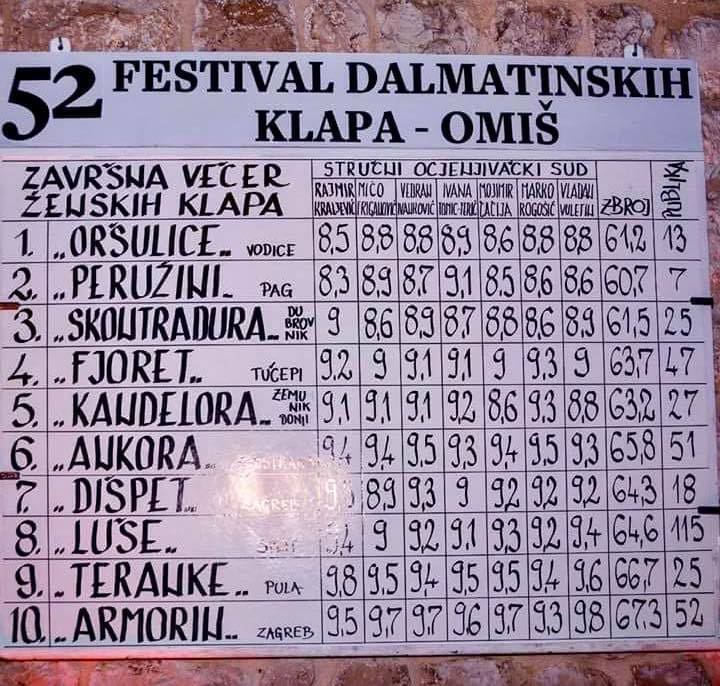 52 FESTIVAL DALMATINSKIH
KLAPA - OMIŠ
ZAVRŠNA VEČER
ŽENSKIH KLAPA
STRUČNI OCJENJIVAČKI SUD
RAJMIR KRALJEVIĆ
MIĆO
VEDRAN
IVANA TOMIĆ-FERIĆ
MOJMIR ČAČIJA
MARKO ROGOŠIĆ
VLADAN VULETIN
ZBROJ
PUBLIKA
1. „ORŠULICE„ VODICE 8,5 8,8 8,8 8,9 8,6 8,8 8,8 61,2 13
2. „PERUŽINI„ PAG 8,3 8,9 8,7 9,1 8,5 8,6 8,6 60,7 7
3. „SKONTRADURA„ DU BROV NIK 9 8,6 8,9 8,7 8,8 8,6 8,9 61,5 25
4. „FJORET„ TUČEPI 9,2 9 9,1 9,1 9 9,3 9 63,7 47
5. „KANDELORA„ ZEMU NIK DONJI 9,1 9,1 9,1 9,2 8,6 9,3 8,8 63,2 27
6. „ANKORA„ 9,4 9,4 9,5 9,3 9,4 9,5 9,3 65,8 51
7. „DIŠPET„ ZAGREB 8,9 9,3 9 9,2 9,2 9,2 64,3 18
8. „LUŠE„ SPLIT 9,4 9 9,2 9,1 9,3 9,2 9,4 64,6 115
9. „TERANKE„ PULA 9,8 9,5 9,4 9,5 9,5 9,4 9,6 66,7 25
10. „ARMORIN„ ZAGREB 9,5 9,7 9,7 9,6 9,7 9,3 9,8 67,3 52